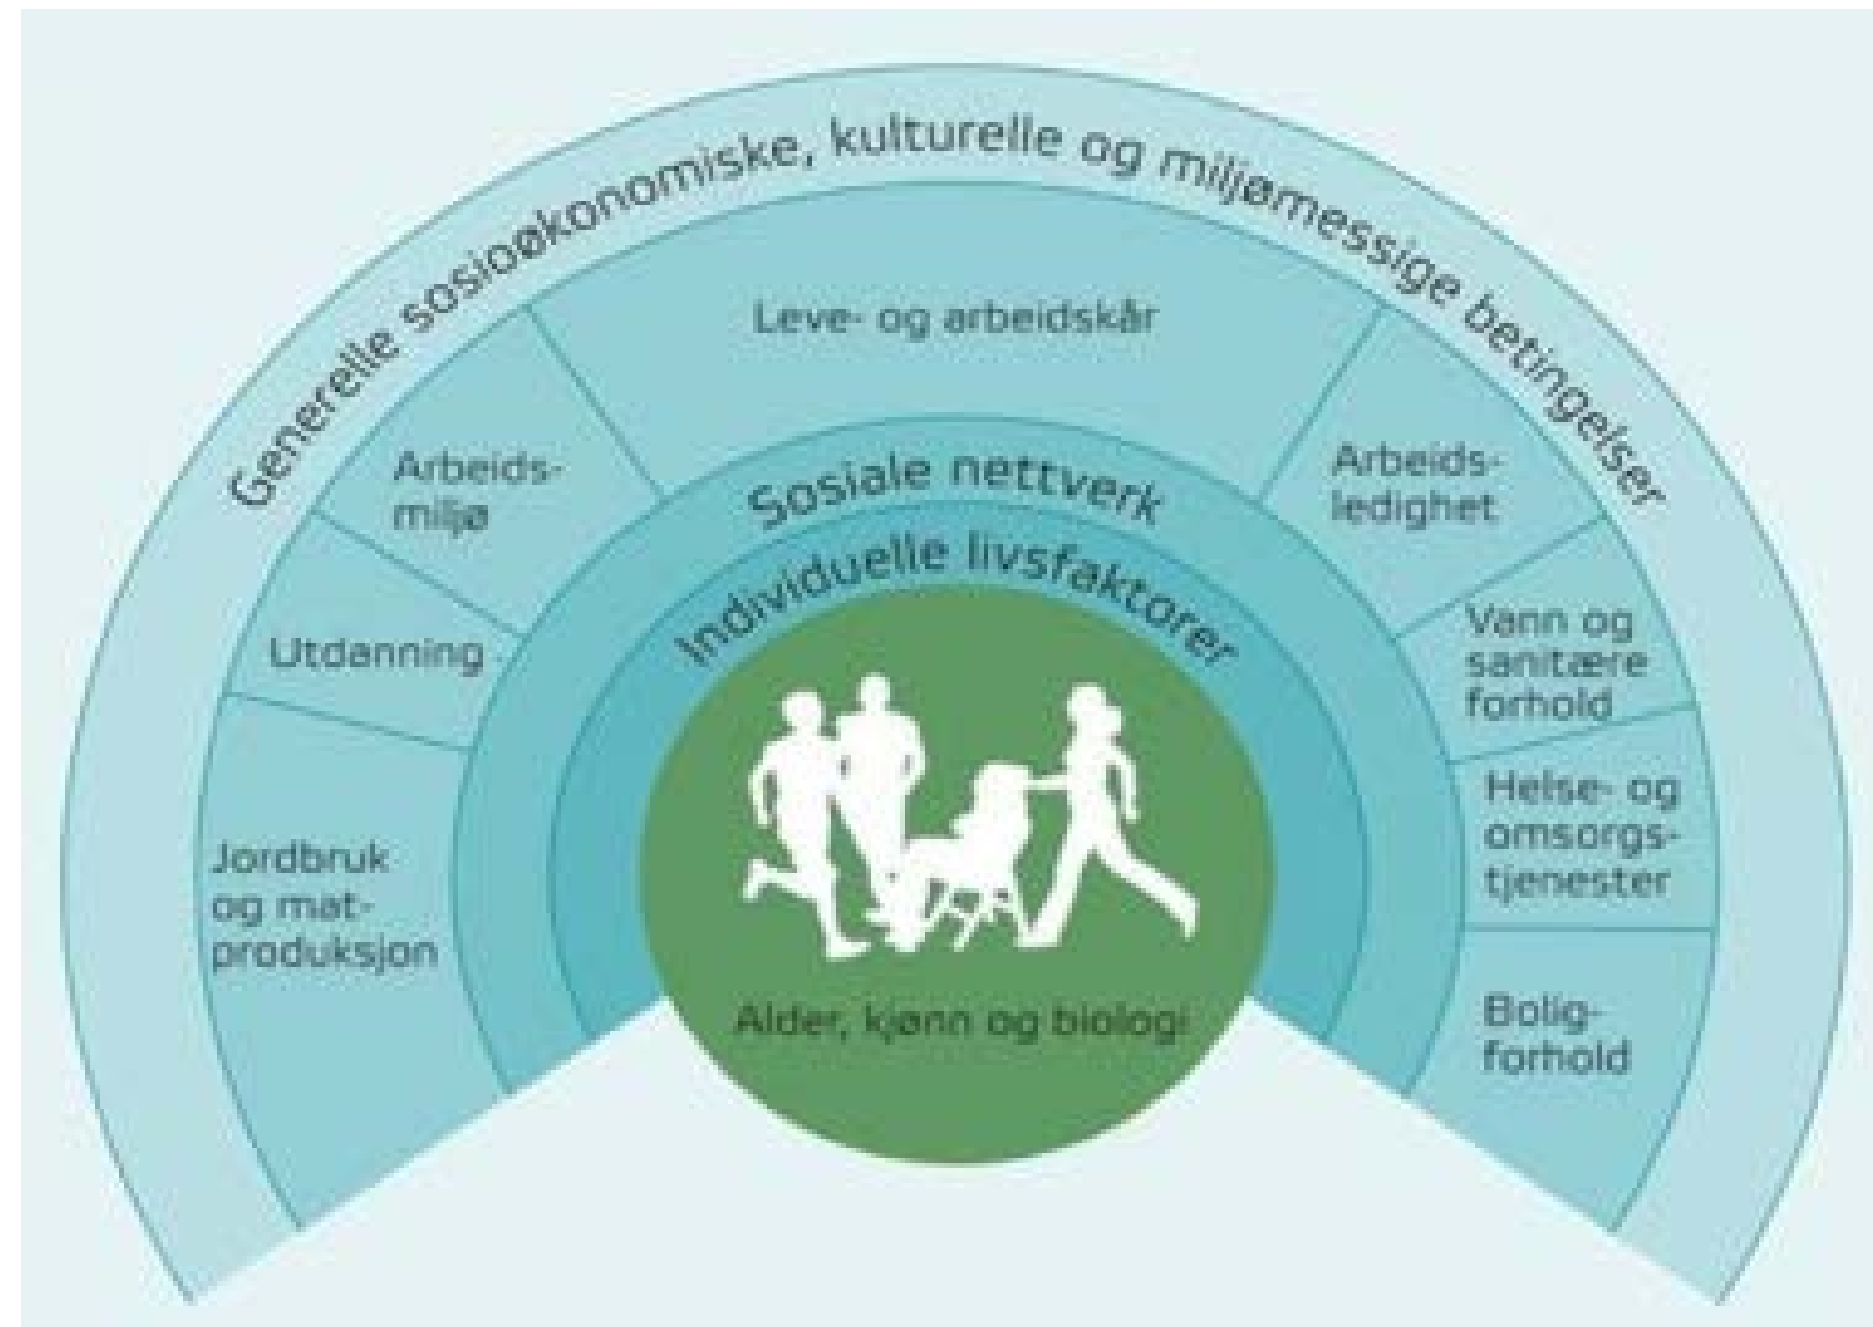 Generelle sosioøkonomiske, kulturelle og miljømessige betingelser
Leve- og arbeidskår
Arbeids-
miljø
Utdanning
Jordbruk
og mat-
produksjon
Arbeids-
ledighet
Vann og
sanitære
forhold
Helse- og
omsorgs-
tjenester
Bolig-
forhold
Sosiale nettverk
Individuelle livsfaktorer
Alder, kjønn og biologi